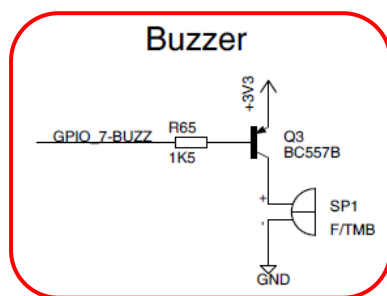 Buzzer
+3V3
GPIO_7-BUZZ
R65
1K5
Q3
BC557B
+
-
SP1
F/TMB
GND